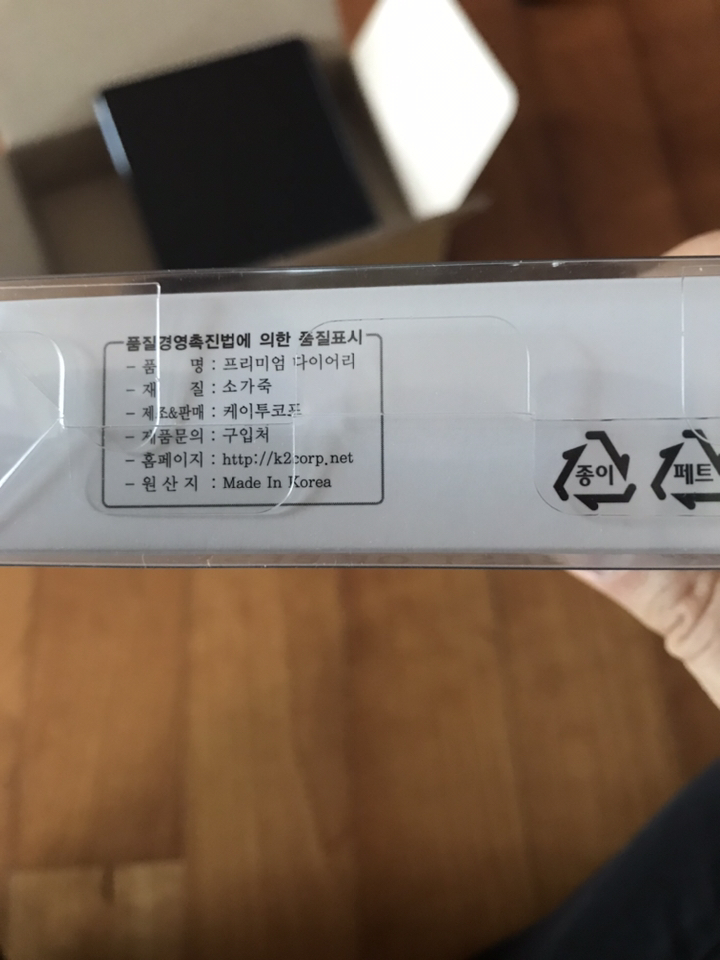 품질경영촉진법에 의한 품질표시
- 품 명 : 프리미엄 다이어리
- 재 질 : 소가죽
- 제조&판매 : 케이투코프
- 제품문의 : 구입처
- 홈페이지 : http://k2corp.net
- 원 산 지 : Made In Korea
종이
페트